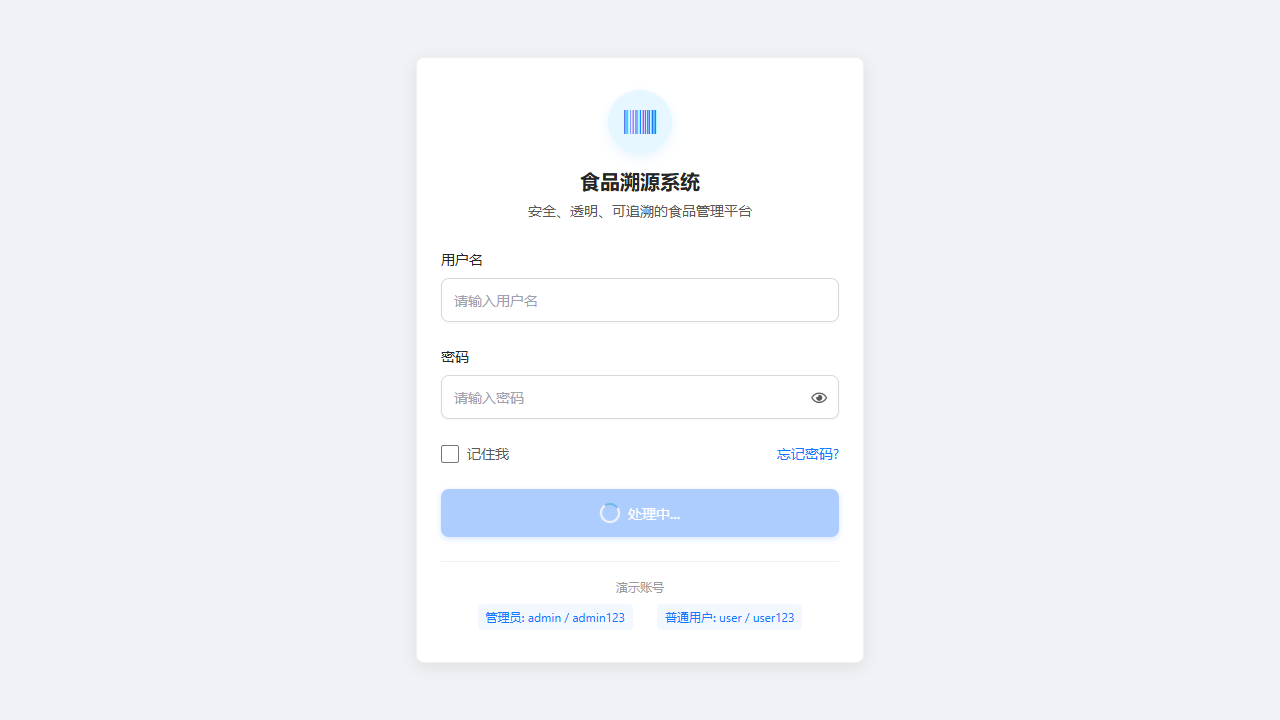 食品溯源系统
安全、透明、可追溯的食品管理平台
用户名
请输入用户名
密码
请输入密码
记住我
忘记密码?
处理中...
演示账号
管理员: admin / admin123
普通用户: user / user123